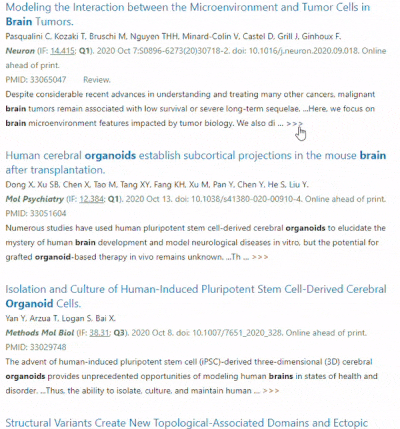 Modeling the Interaction between the Microenvironment and Tumor Cells in
Brain Tumors.
Pasqualini C, Kozaki T, Bruschi M, Nguyen THH, Minard-Colin V, Castel D, Grill J, Ginhoux F.
Neuron (IF: 14.415; Q1). 2020 Oct 7:S0896-6273(20)30718-2. doi: 10.1016/j.neuron.2020.09.018. Online
ahead of print.
PMID: 33065047 Review.
Despite considerable recent advances in understanding and treating many other cancers, malignant
brain tumors remain associated with low survival or severe long-term sequelae. ...Here, we focus on
brain microenvironment features impacted by tumor biology. We also di ... >>>
Human cerebral organoids establish subcortical projections in the mouse brain
after transplantation.
Dong X, Xu SB, Chen X, Tao M, Tang XY, Fang KH, Xu M, Pan Y, Chen Y, He S, Liu Y.
Mol Psychiatry (IF: 12.384; Q1). 2020 Oct 13. doi: 10.1038/s41380-020-00910-4. Online ahead of print.
PMID: 33051604
Numerous studies have used human pluripotent stem cell-derived cerebral organoids to elucidate the
mystery of human brain development and model neurological diseases in vitro, but the potential for
grafted organoid-based therapy in vivo remains unknown. ...Th ... >>>
Isolation and Culture of Human-Induced Pluripotent Stem Cell-Derived Cerebral
Organoid Cells.
Yan Y, Arzua T, Logan S, Bai X.
Methods Mol Biol (IF: 38.31; Q3). 2020 Oct 8. doi: 10.1007/7651_2020_328. Online ahead of print.
PMID: 33029748
The advent of human-induced pluripotent stem cell (iPSC)-derived three-dimensional (3D) cerebral
organoids provides unprecedented opportunities of modeling human brains in states of health and
disorder. ...Thus, the ability to isolate, culture, and maintain human ... >>>
Structural Variants Create New Topological-Associated Domains and Ectopic